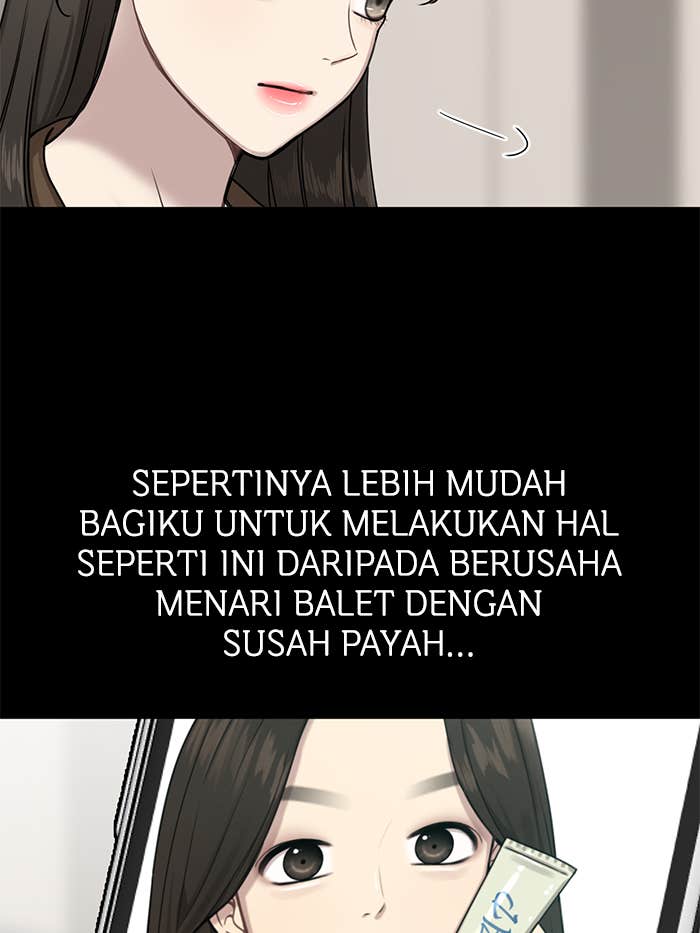 SEPERTINYA LEBIH MUDAH
BAGIKU UNTUK MELAKUKAN HAL
SEPERTI INI DARIPADA BERUSAHA
MENARI BALET DENGAN
SUSAH PAYAH...